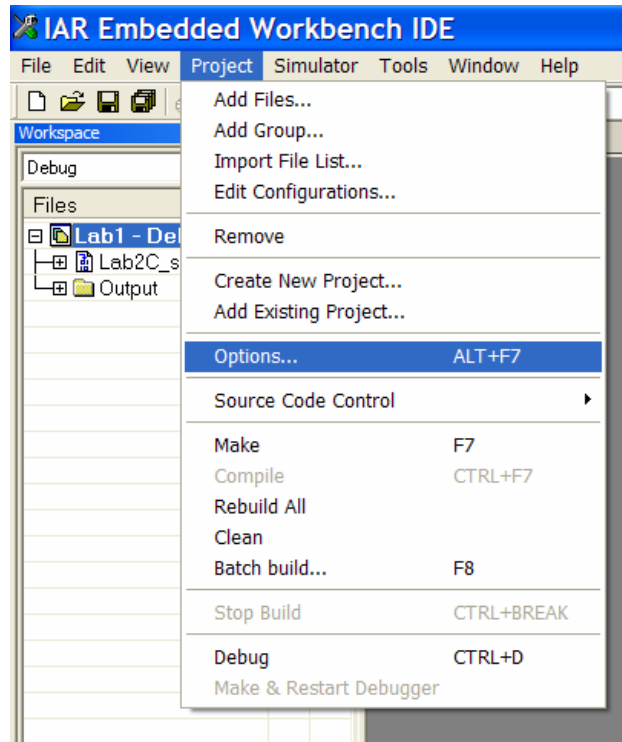 IAR Embedded Workbench IDE
File Edit View Project Simulator Tools Window Help
Workspace
Debug
Files
Lab1 - De
Lab2C_s
Output
Add Files...
Add Group...
Import File List...
Edit Configurations...
Remove
Create New Project...
Add Existing Project...
Options... ALT+F7
Source Code Control
Make F7
Compile CTRL+F7
Rebuild All
Clean
Batch build... F8
Stop Build CTRL+BREAK
Debug CTRL+D
Make & Restart Debugger